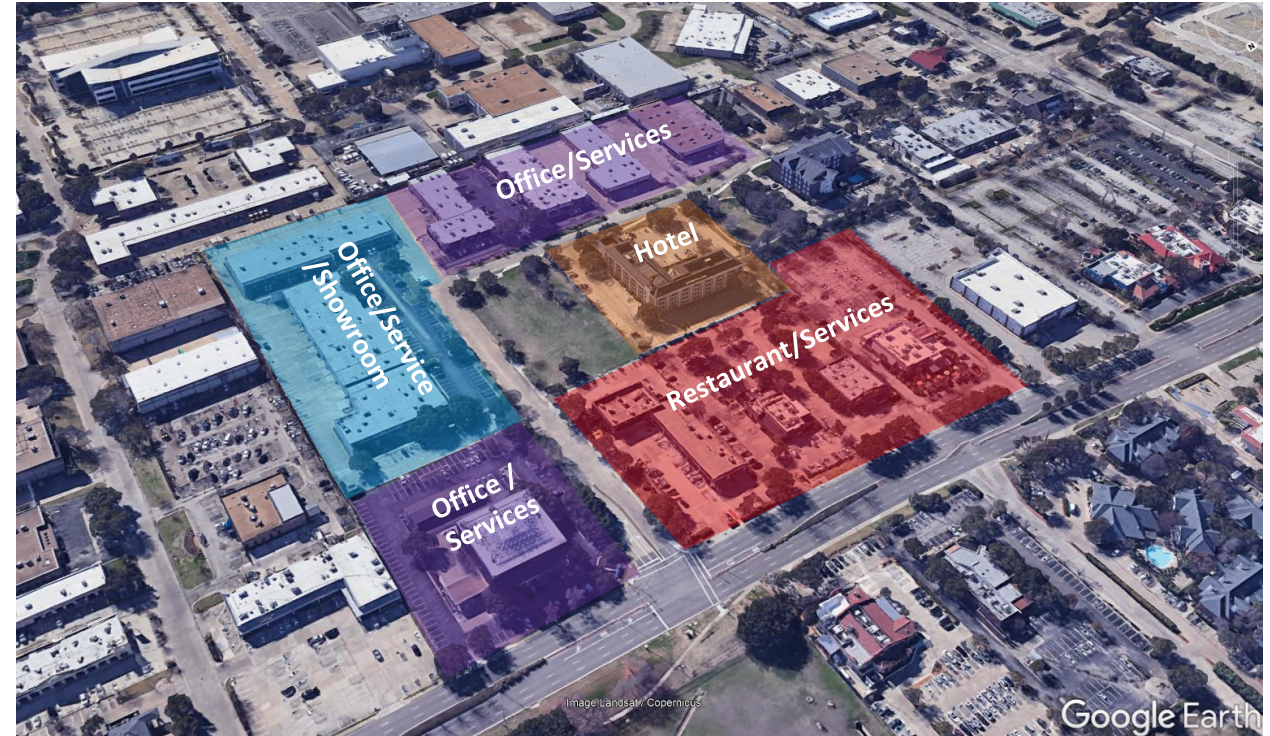 Office/Services
Hotel
Office/Service
/Showroom
Restaurant/Services
Office /
Services
Image Landsat / Copernicus
Google Earth
N